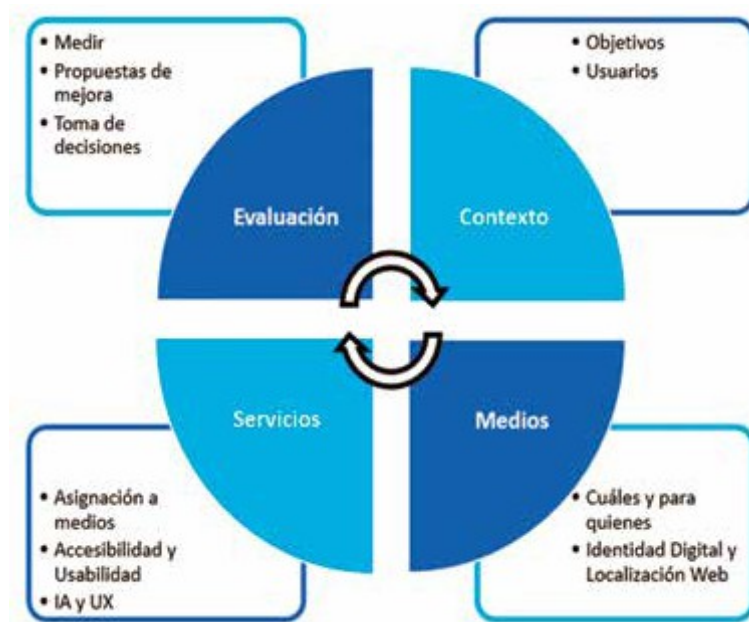 • Medir
• Propuestas de
mejora
• Toma de
decisiones
Evaluación
• Objetivos
• Usuarios
Contexto
Servicios
• Asignación a
medios
• Accesibilidad y
Usabilidad
• IA y UX
Medios
• Cuáles y para
quienes
• Identidad Digital y
Localización Web